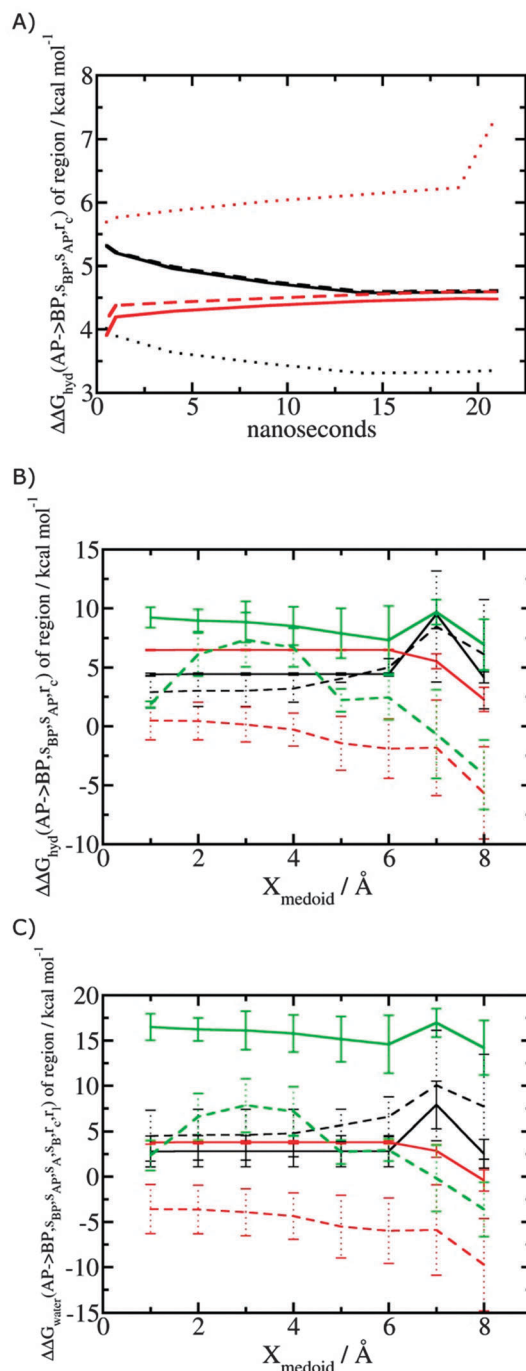 A)
ΔΔG_hyd(AP->BP,s_BP,s_AP,r_c) of region / kcal mol⁻¹
8
7
6
5
4
3
0 5 10 15 20
nanoseconds
B)
ΔΔG_hyd(AP->BP,s_BP,s_AP,r_c) of region / kcal mol⁻¹
15
10
5
0
-5
-10
0 2 4 6 8
X_medoid / Å
C)
ΔΔG_water(AP->BP,s_BP,s_AP,s_A,s_B,r_c,r_l) of region / kcal mol⁻¹
20
15
10
5
0
-5
-10
-15
0 2 4 6 8
X_medoid / Å